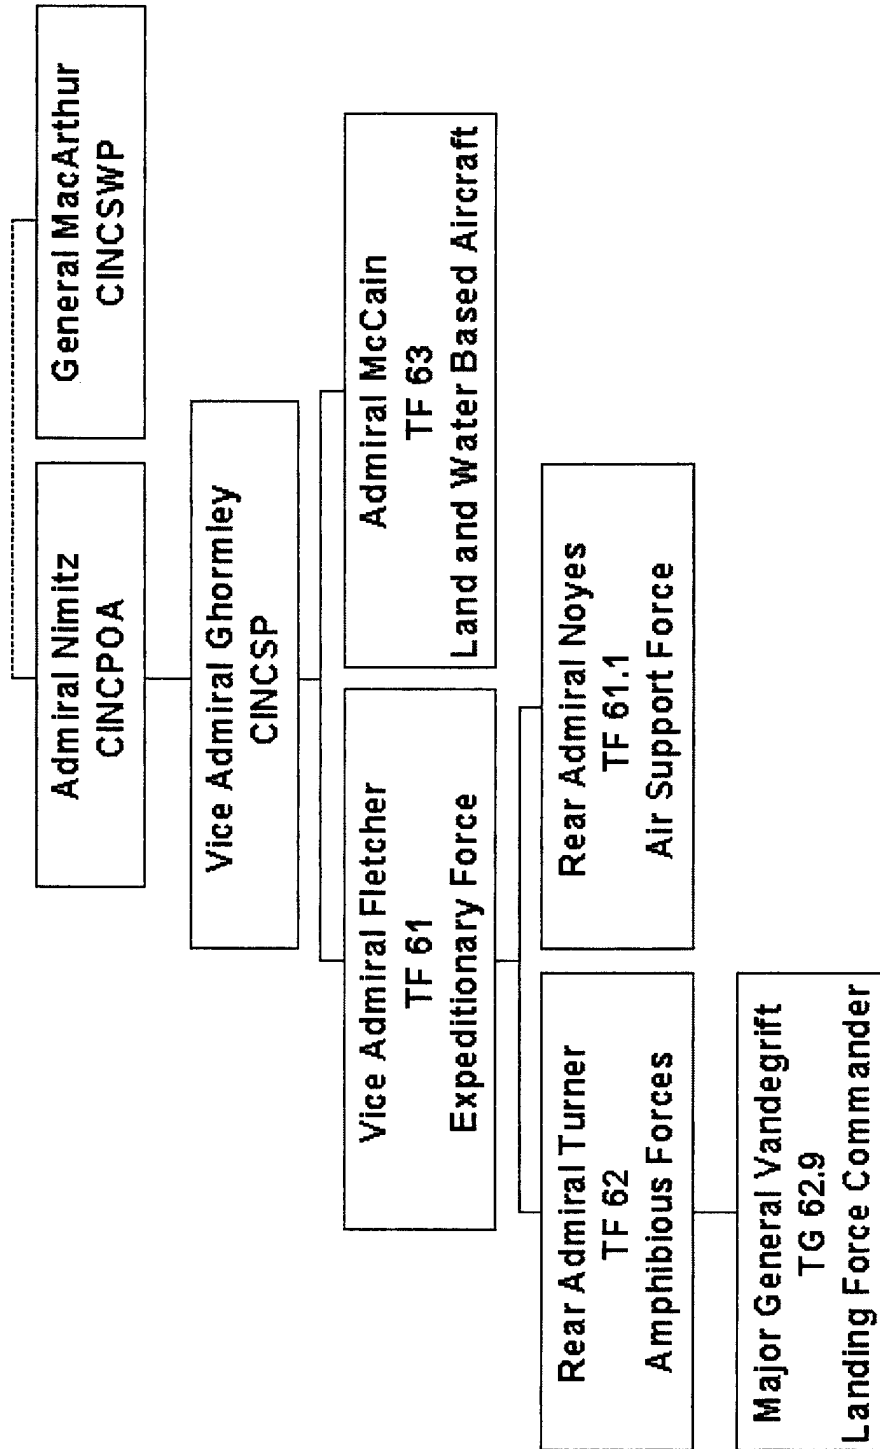 Admiral Nimitz
CINCPOA
General MacArthur
CINCSWP
Vice Admiral Ghormley
CINCSP
Vice Admiral Fletcher
TF 61
Expeditionary Force
Admiral McCain
TF 63
Land and Water Based Aircraft
Rear Admiral Turner
TF 62
Amphibious Forces
Rear Admiral Noyes
TF 61.1
Air Support Force
Major General Vandegrift
TG 62.9
Landing Force Commander